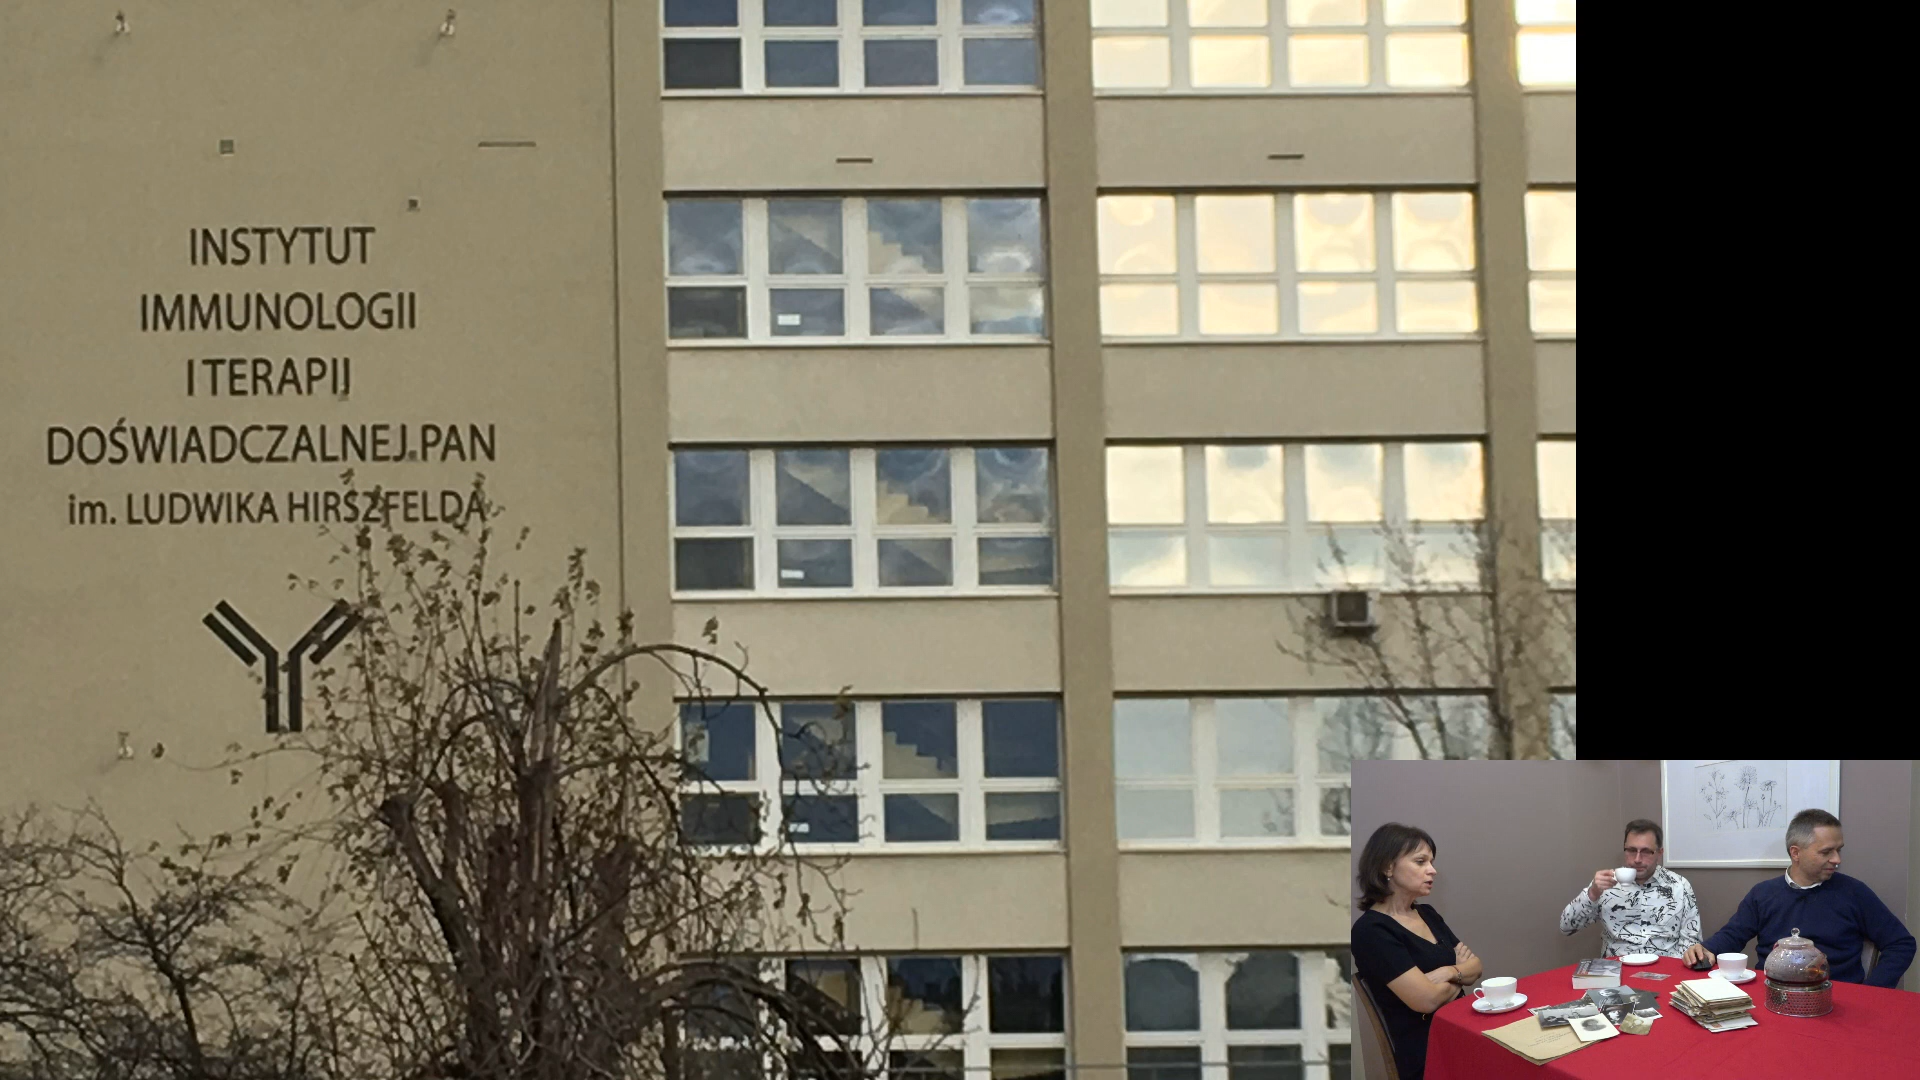 INSTYTUT
IMMUNOLOGII
I TERAPII
DOŚWIADCZALNEJ PAN
im. LUDWIKA HIRSZFELDA